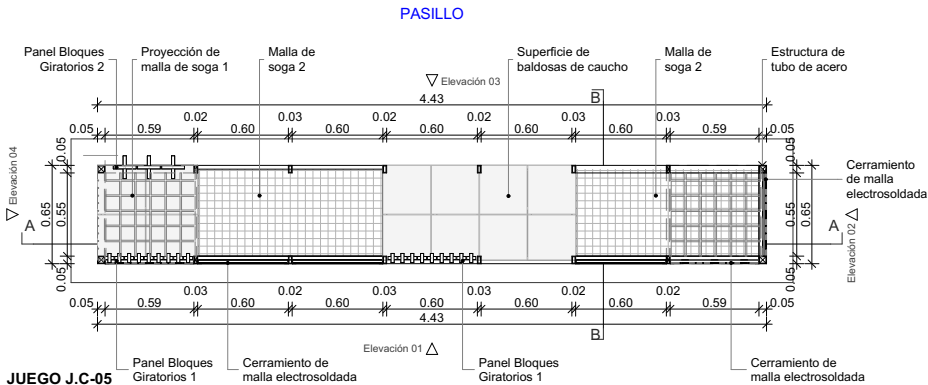 PASILLO
Panel Bloques
Giratorios 2
Proyección de
malla de soga 1
Malla de
soga 2
Superficie de
baldosas de caucho
Malla de
soga 2
Estructura de
tubo de acero
Elevación 03
B
4.43
0.05 0.59 0.02 0.60 0.03 0.60 0.02 0.60 0.02 0.60 0.03 0.60 0.03 0.59 0.05
Elevación 04
0.05
0.65
0.55
0.05
A
Cerramiento
de malla
electrosoldada
0.05
0.55
0.65
0.05
A
Elevación 02
0.05 0.59 0.03 0.60 0.02 0.60 0.03 0.60 0.03 0.60 0.02 0.60 0.02 0.59 0.05
4.43
B
Elevación 01
Panel Bloques
Giratorios 1
Cerramiento de
malla electrosoldada
Panel Bloques
Giratorios 1
Cerramiento de
malla electrosoldada
JUEGO J.C-05